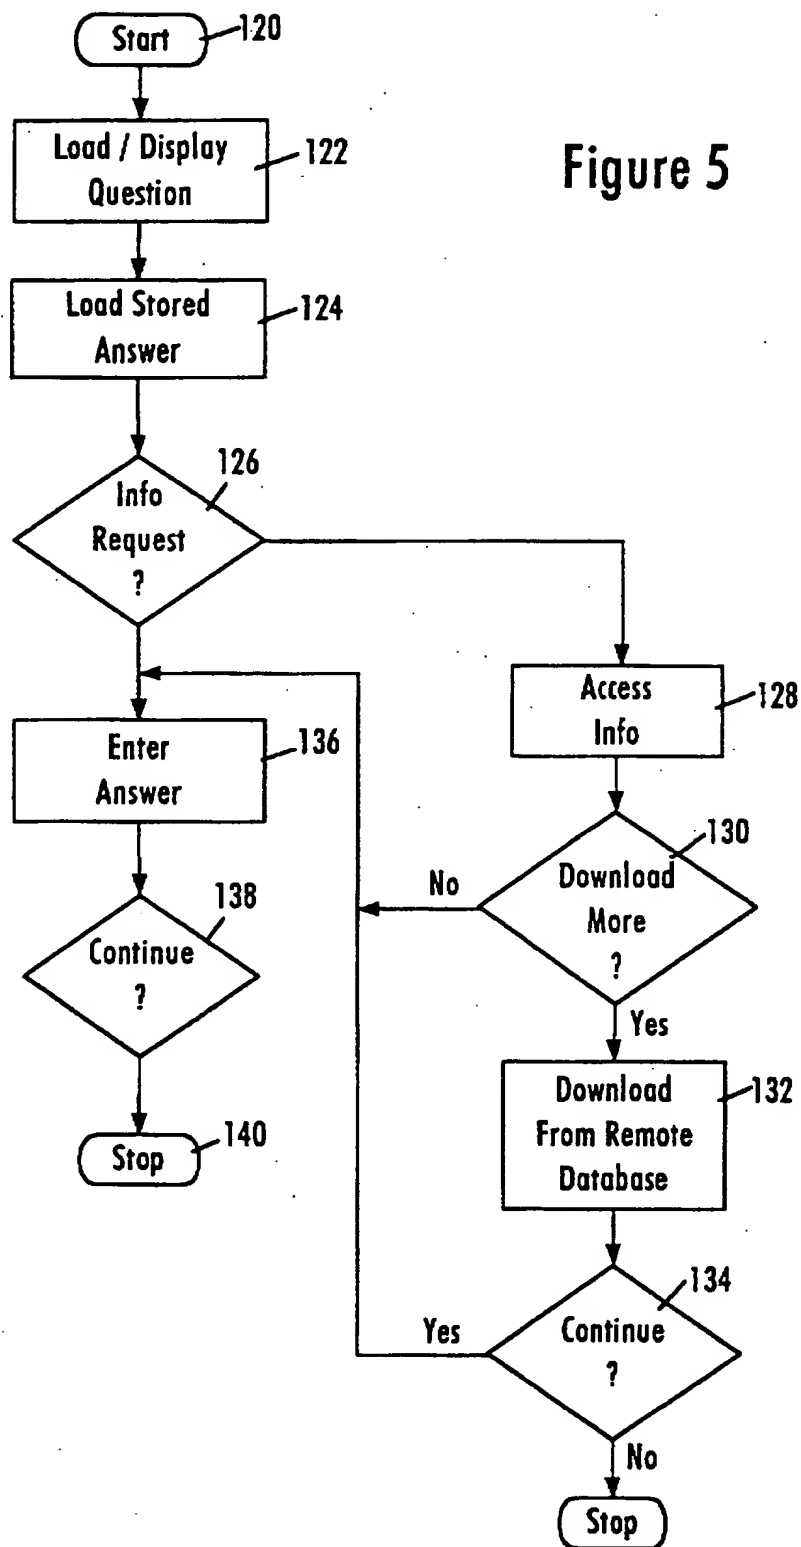 Start
120
Load / Display
Question
122
Figure 5
Load Stored
Answer
124
Info
Request
?
126
Access
Info
128
Enter
Answer
136
Download
More
?
130
No
Yes
Continue
?
138
Download
From Remote
Database
132
Stop
140
Continue
?
134
Yes
No
Stop